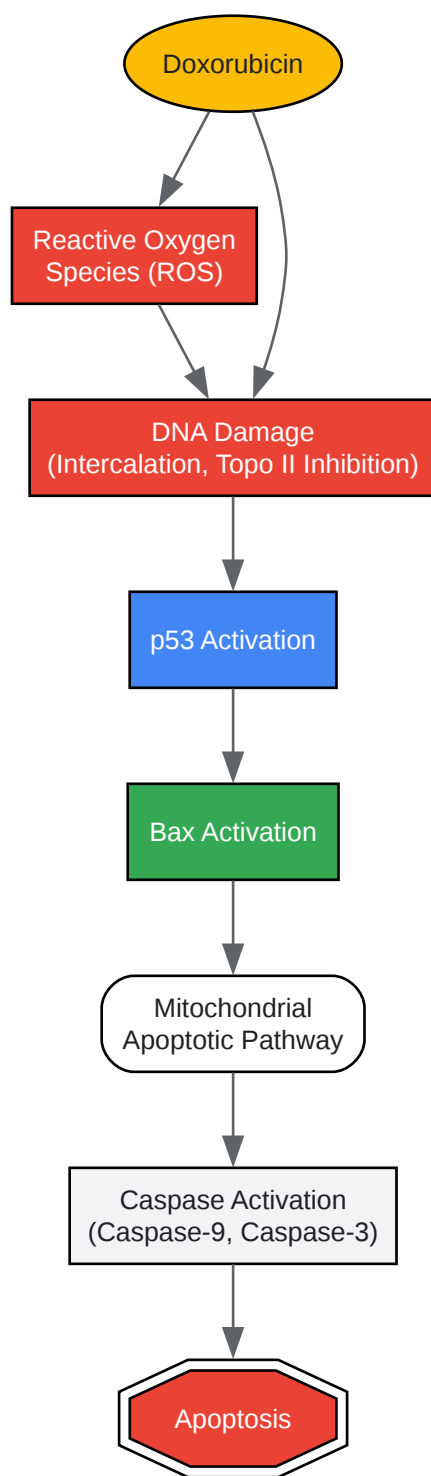 Doxorubicin
Reactive Oxygen
Species (ROS)
DNA Damage
(Intercalation, Topo II Inhibition)
p53 Activation
Bax Activation
Mitochondrial
Apoptotic Pathway
Caspase Activation
(Caspase-9, Caspase-3)
Apoptosis